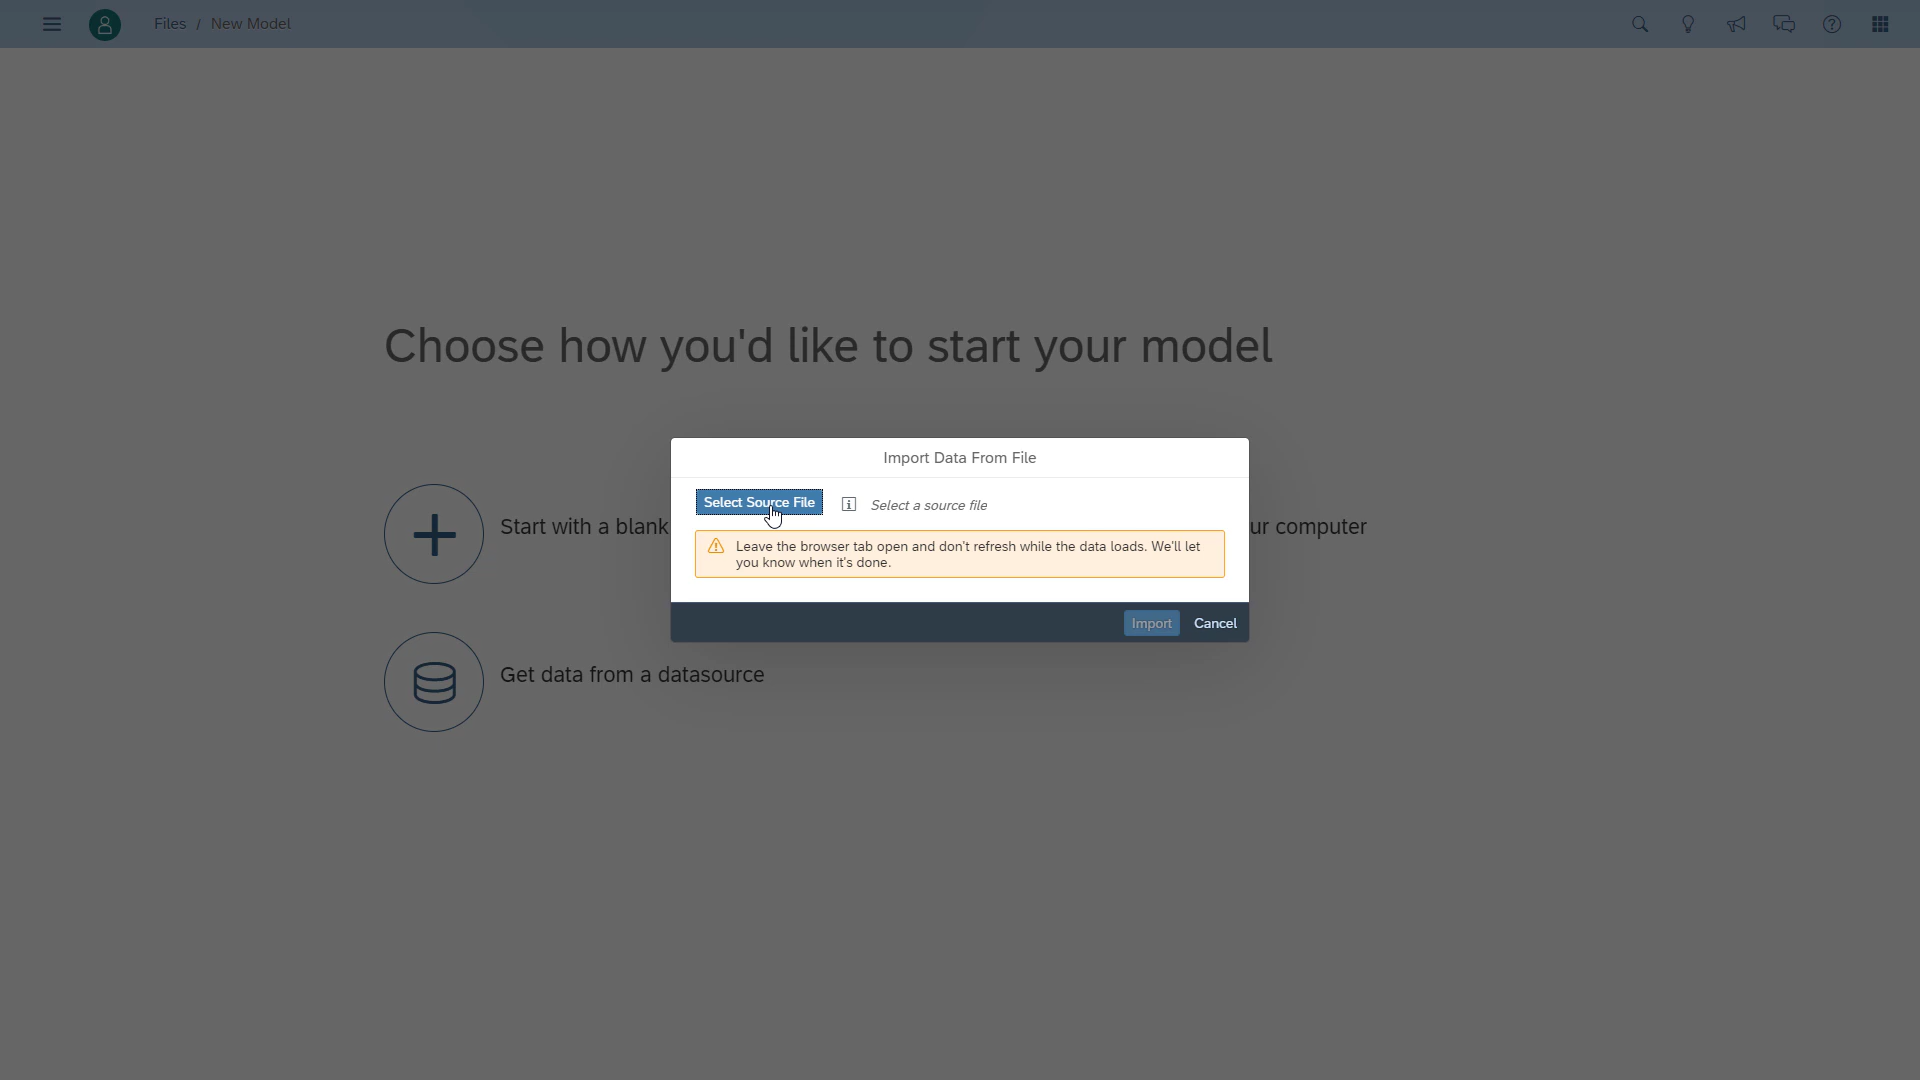 Files / New Model
Choose how you'd like to start your model
Import Data From File
Select Source File
Select a source file
Leave the browser tab open and don't refresh while the data loads. We'll let
you know when it's done.
Import
Cancel
Start with a blank
ur computer
Get data from a datasource